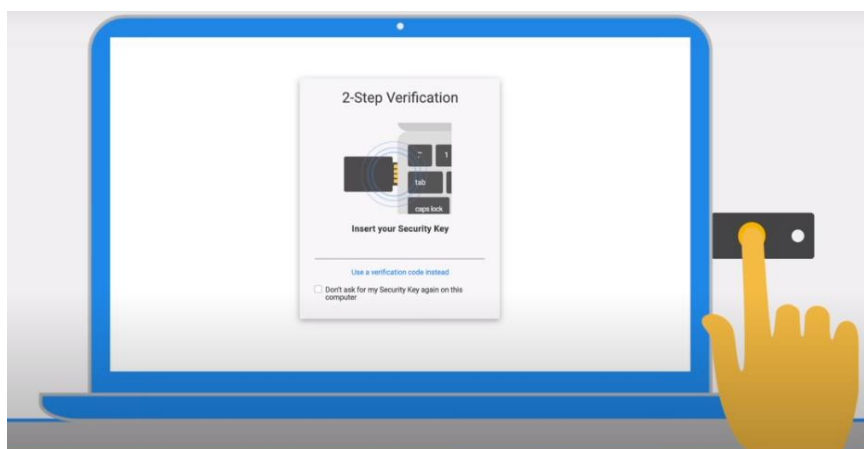 2-Step Verification
1
tab
caps lock
Insert your Security Key
Use a verification code instead
Don't ask for my Security Key again on this
computer